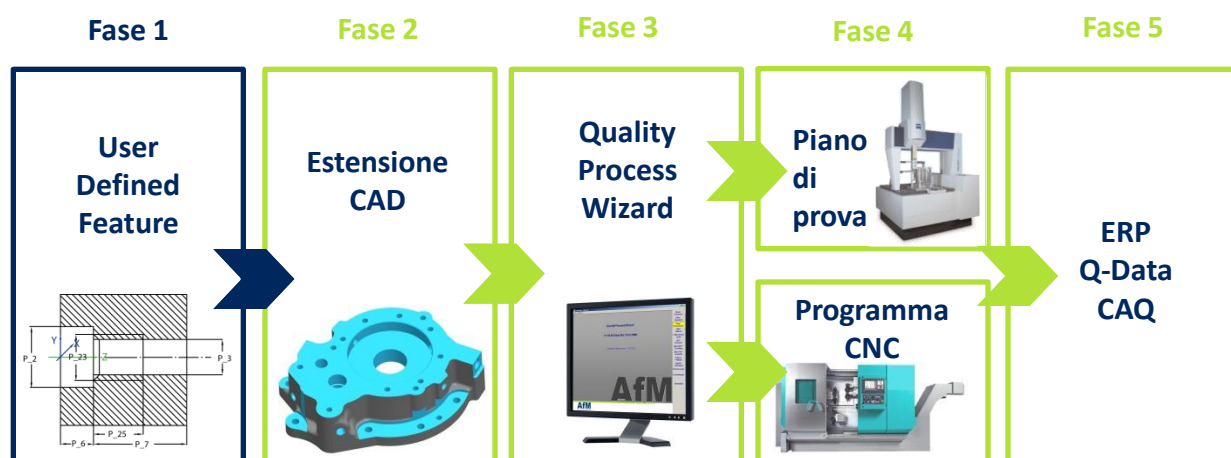 Fase 1
Fase 2
Fase 3
Fase 4
Fase 5
User
Defined
Feature
Y
X
Z
P_2
P_23
P_3
P_25
P_6
P_7
Estensione
CAD
Quality
Process
Wizard
AfM
AfM
Piano
di
prova
Programma
CNC
ERP
Q-Data
CAQ